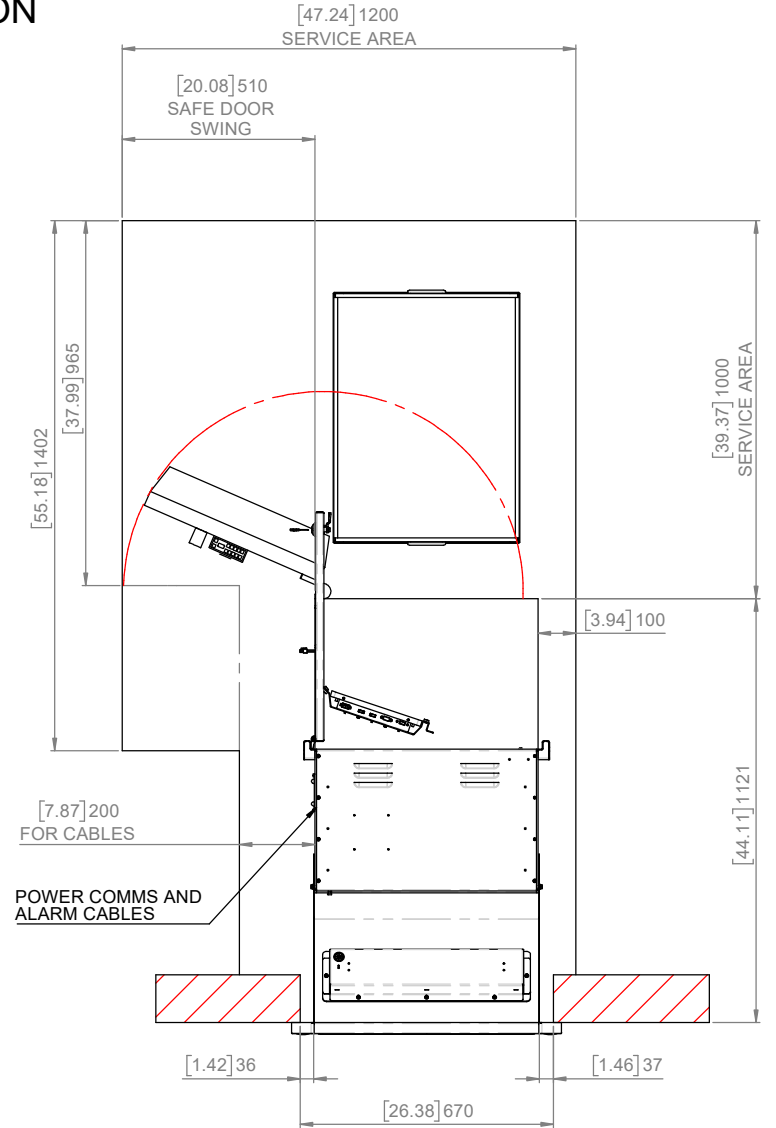 ON
[47.24]1200
SERVICE AREA
[20.08]510
SAFE DOOR
SWING
[37.99]965
[55.18]1402
[39.37]1000
SERVICE AREA
[3.94]100
[7.87]200
FOR CABLES
[44.11]1121
POWER COMMS AND
ALARM CABLES
[1.42]36
[1.46]37
[26.38]670